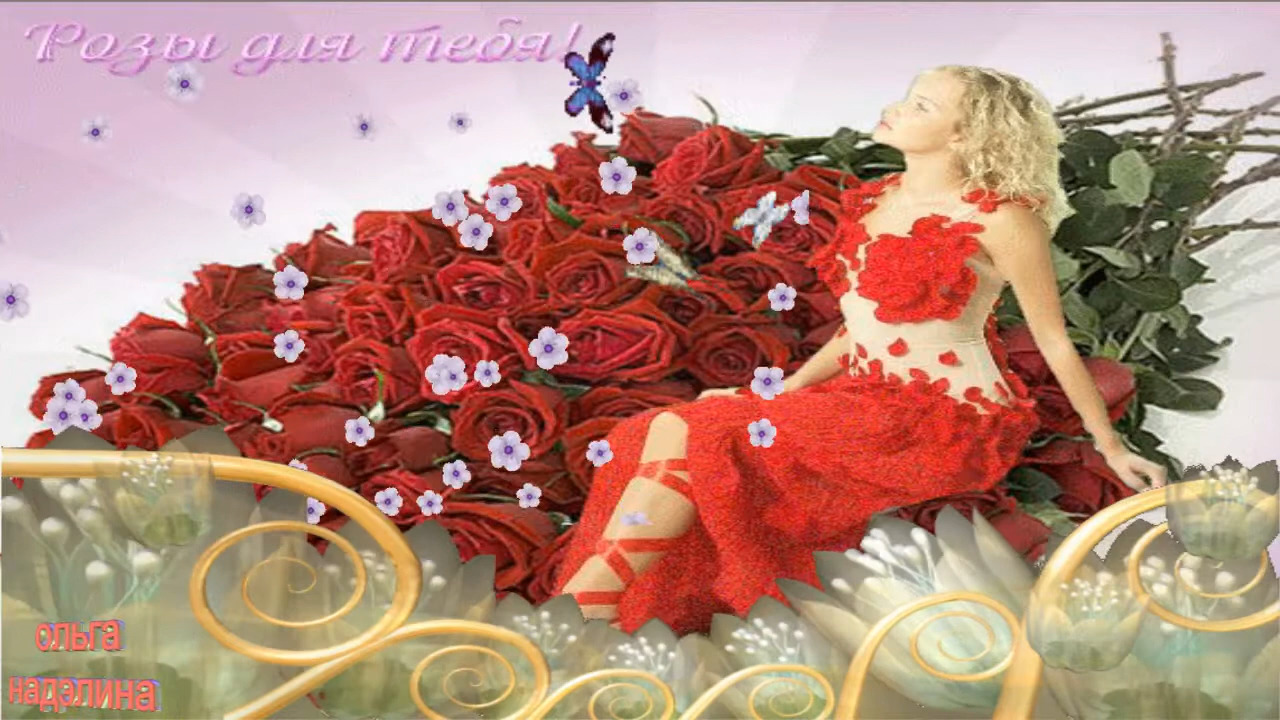 Розы для тебя!
ольга
надэлина